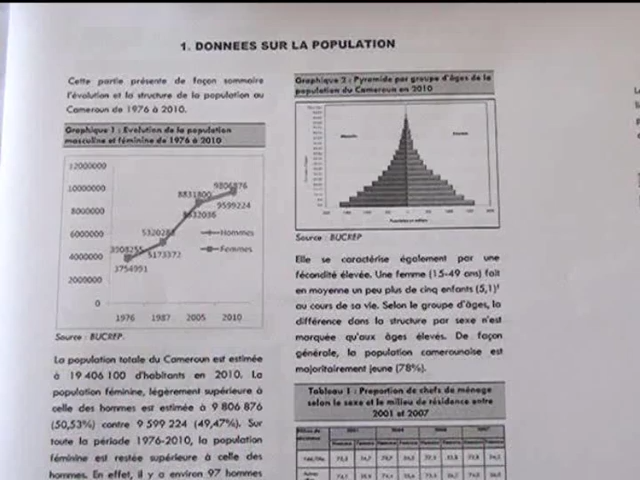 1. DONNEES SUR LA POPULATION
Cette partie présente de façon sommaire
l'évolution et la structure de la population au
Cameroun de 1976 à 2010.
Graphique 1 : Evolution de la population
masculine et féminine de 1976 à 2010
12000000
10000000
8000000
6000000
4000000
2000000
0
9806876
8831800
9599224
5320284
5173372
3754991
Hommes
Femmes
1976 1987 2005 2010
Source : BUCREP.
La population totale du Cameroun est estimée
à 19 406 100 d'habitants en 2010. La
population féminine, légèrement supérieure à
celle des hommes est estimée à 9 806 876
(50,53%) contre 9 599 224 (49,47%). Sur
toute la période 1976-2010, la population
féminine est restée supérieure à celle des
hommes. En effet, il y a environ 97 hommes
Graphique 2 : Pyramide par groupe d'âges de la
population du Cameroun en 2010
Source : BUCREP
Elle se caractérise également par une
fécondité élevée. Une femme (15-49 ans) fait
en moyenne un peu plus de cinq enfants (5,1)
au cours de sa vie. Selon le groupe d'âges, la
différence dans la structure par sexe n'est
marquée qu'aux âges élevés. De façon
générale, la population camerounaise est
majoritairement jeune (78%).
Tableau 1 : Proportion de chefs de ménage
selon le sexe et le milieu de résidence entre
2001 et 2007